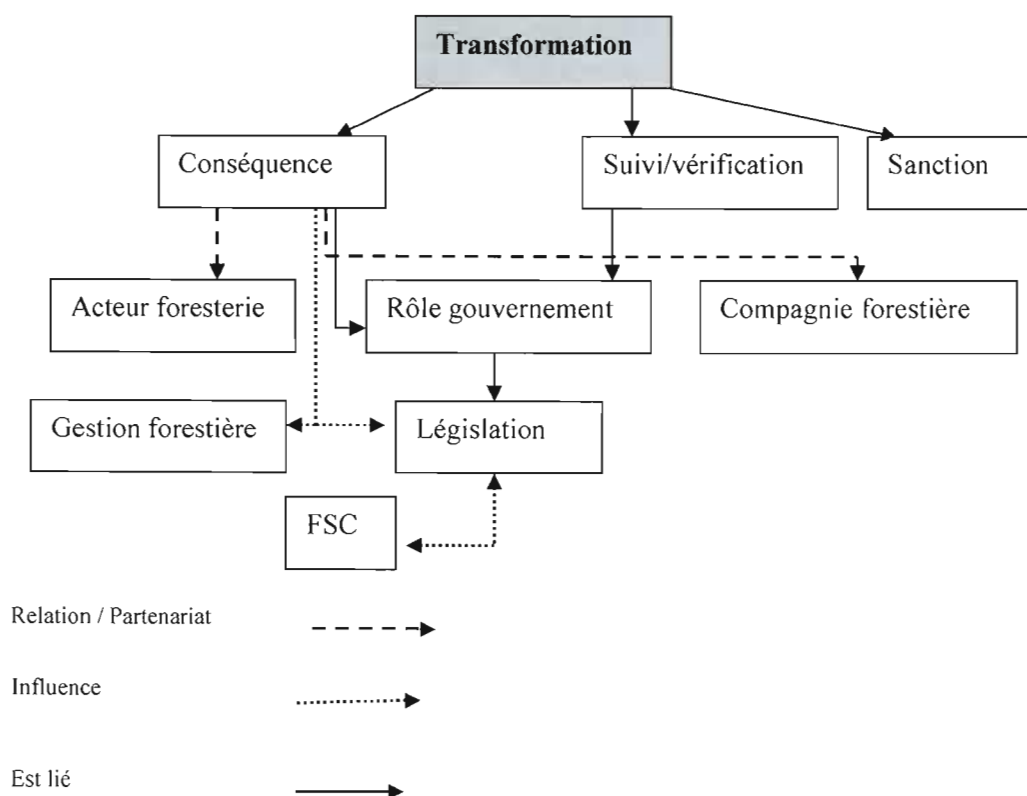 Transformation
Conséquence
Suivi/vérification
Sanction
Acteur foresterie
Rôle gouvernement
Compagnie forestière
Gestion forestière
Législation
FSC
Relation / Partenariat
Influence
Est lié